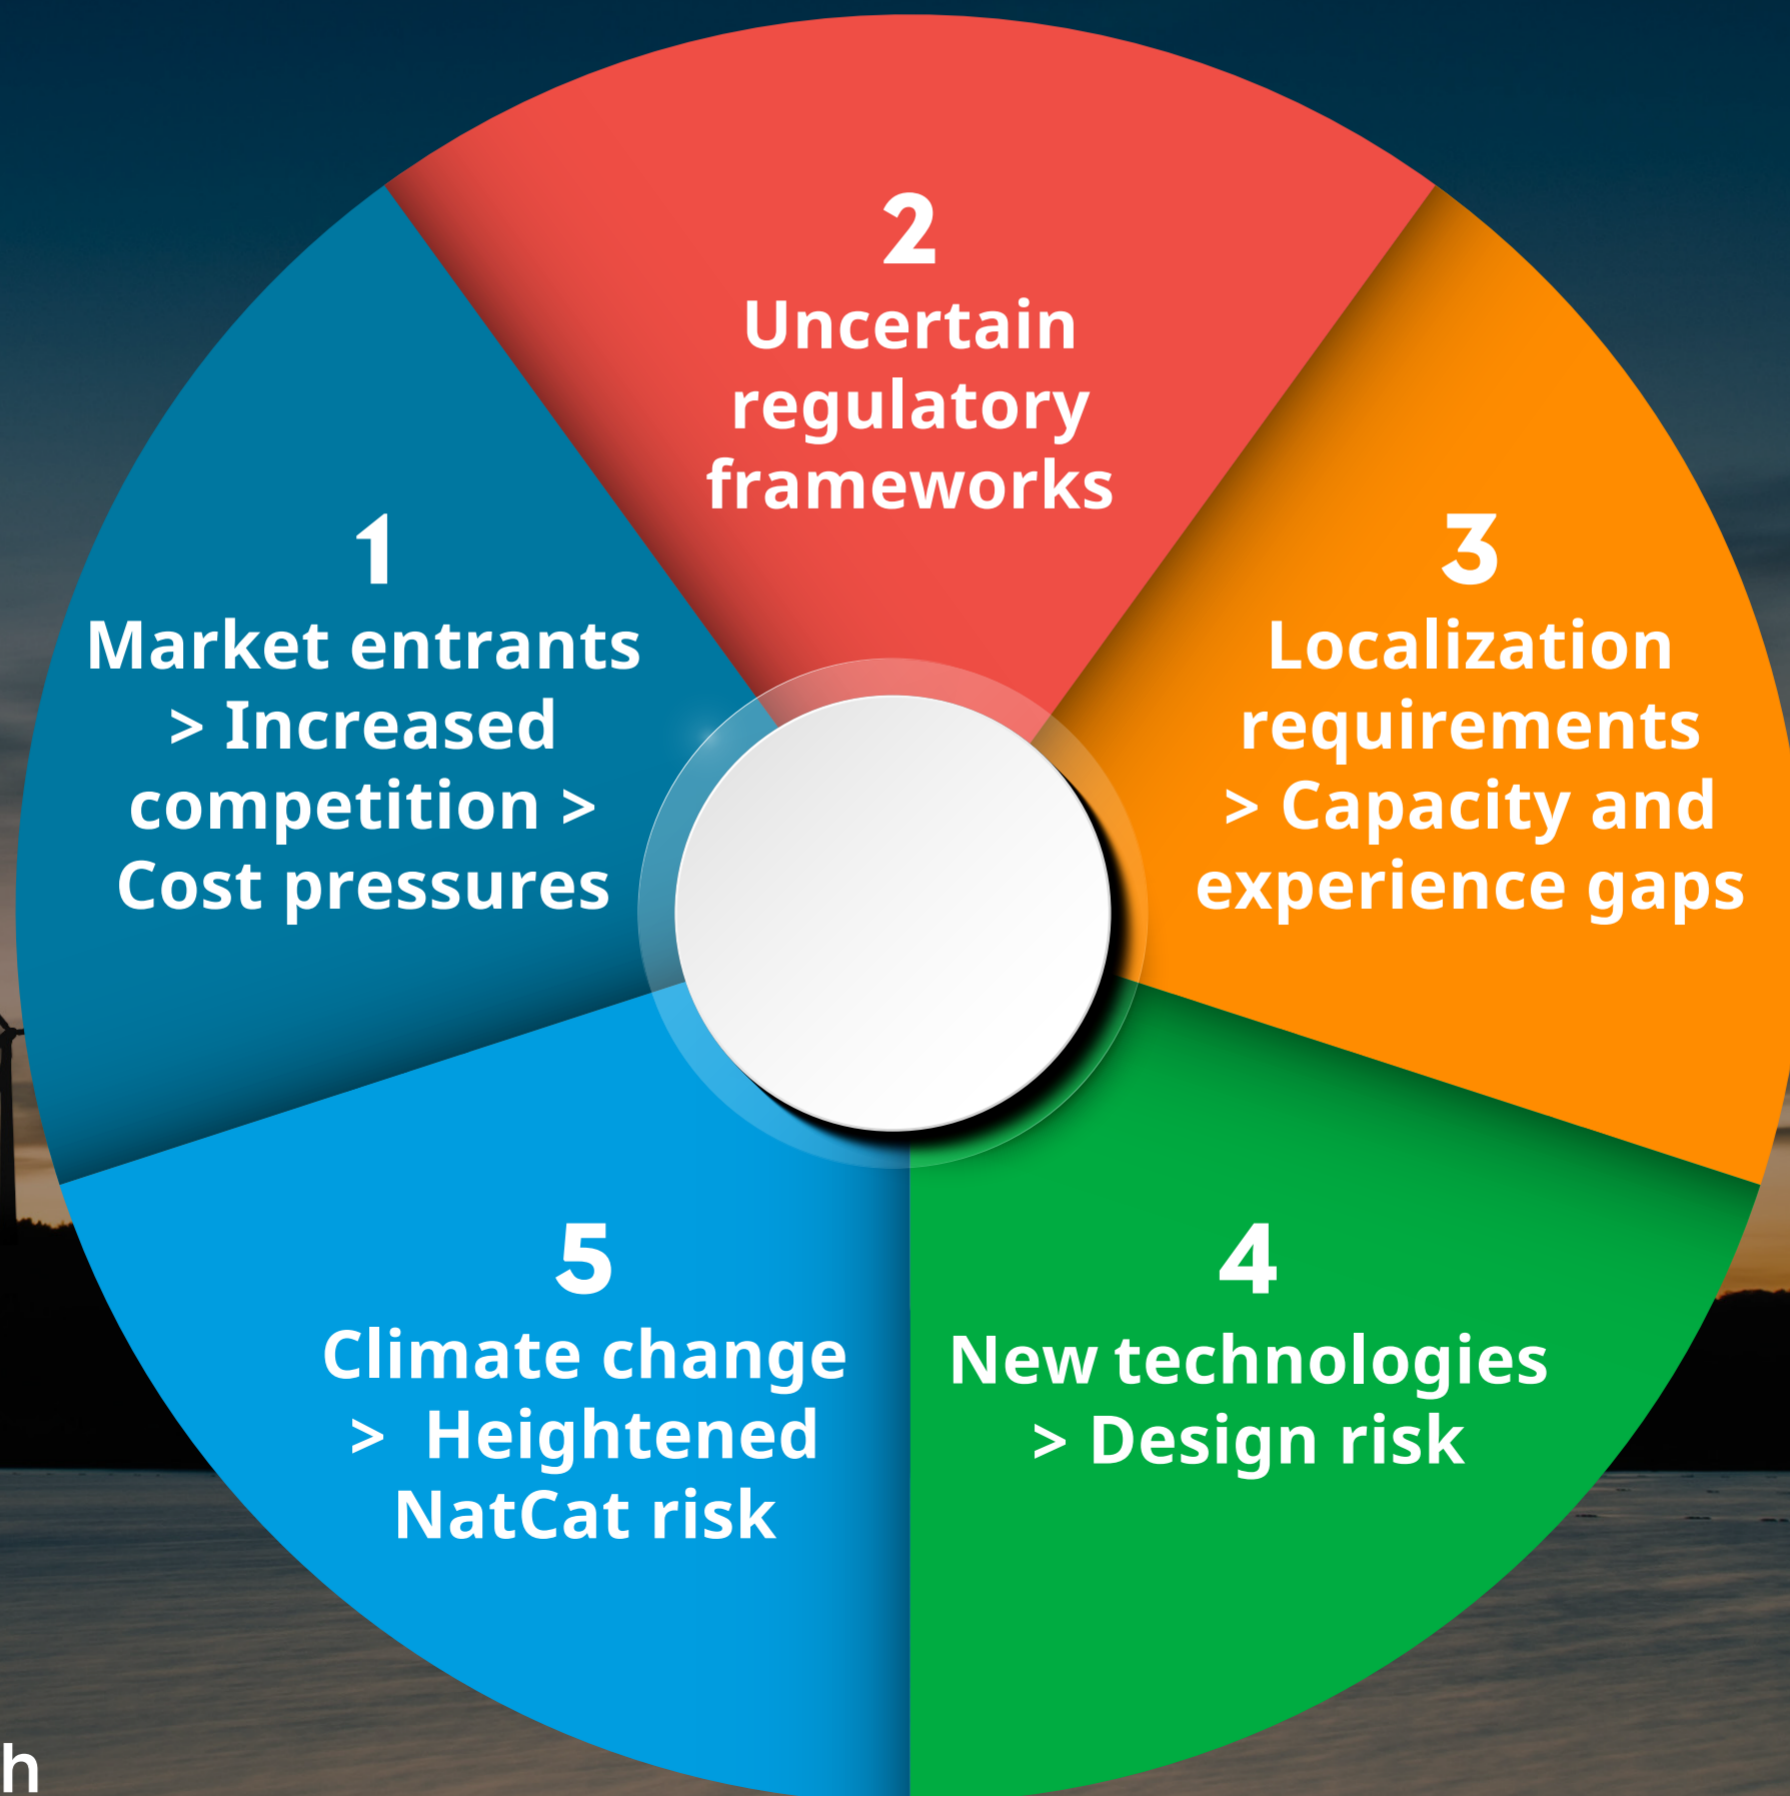 1
Market entrants
> Increased
competition >
Cost pressures
2
Uncertain
regulatory
frameworks
3
Localization
requirements
> Capacity and
experience gaps
4
New technologies
> Design risk
5
Climate change
> Heightened
NatCat risk
h